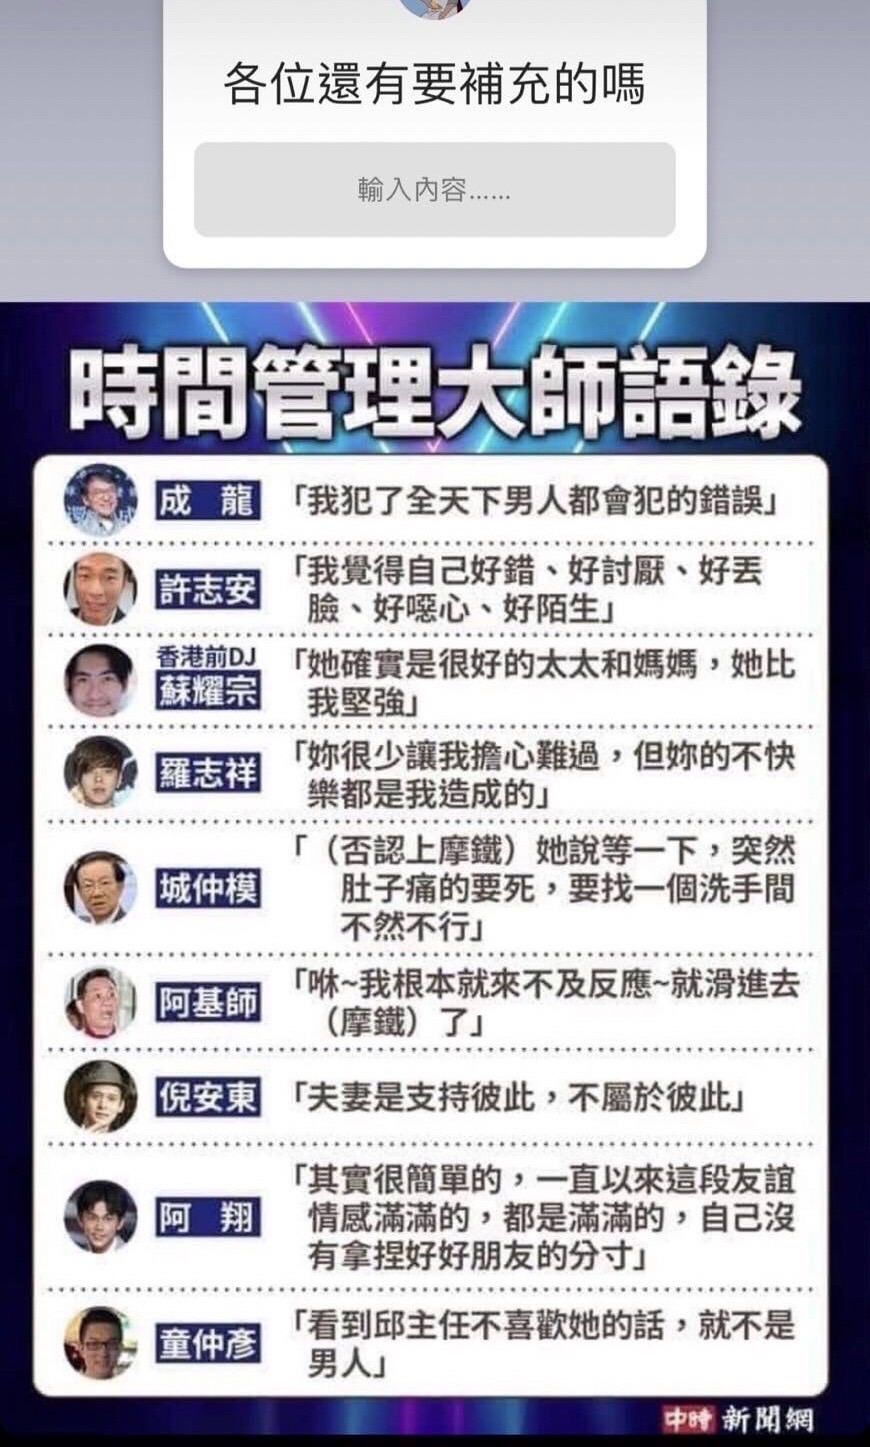 各位還有要補充的嗎
輸入內容......
時間管理大師語錄
成 龍
「我犯了全天下男人都會犯的錯誤」
許志安
「我覺得自己好錯、好討厭、好丟
臉、好噁心、好陌生」
香港前DJ
蘇耀宗
「她確實是很好的太太和媽媽，她比
我堅強」
羅志祥
「妳很少讓我擔心難過，但妳的不快
樂都是我造成的」
城仲模
「（否認上摩鐵）她說等一下，突然
肚子痛的要死，要找一個洗手間
不然不行」
阿基師
「咻~我根本就來不及反應~就滑進去
（摩鐵）了」
倪安東
「夫妻是支持彼此，不屬於彼此」
阿 翔
「其實很簡單的，一直以來這段友誼
情感滿滿的，都是滿滿的，自己沒
有拿捏好好朋友的分寸」
童仲彥
「看到邱主任不喜歡她的話，就不是
男人」
中時 新聞網